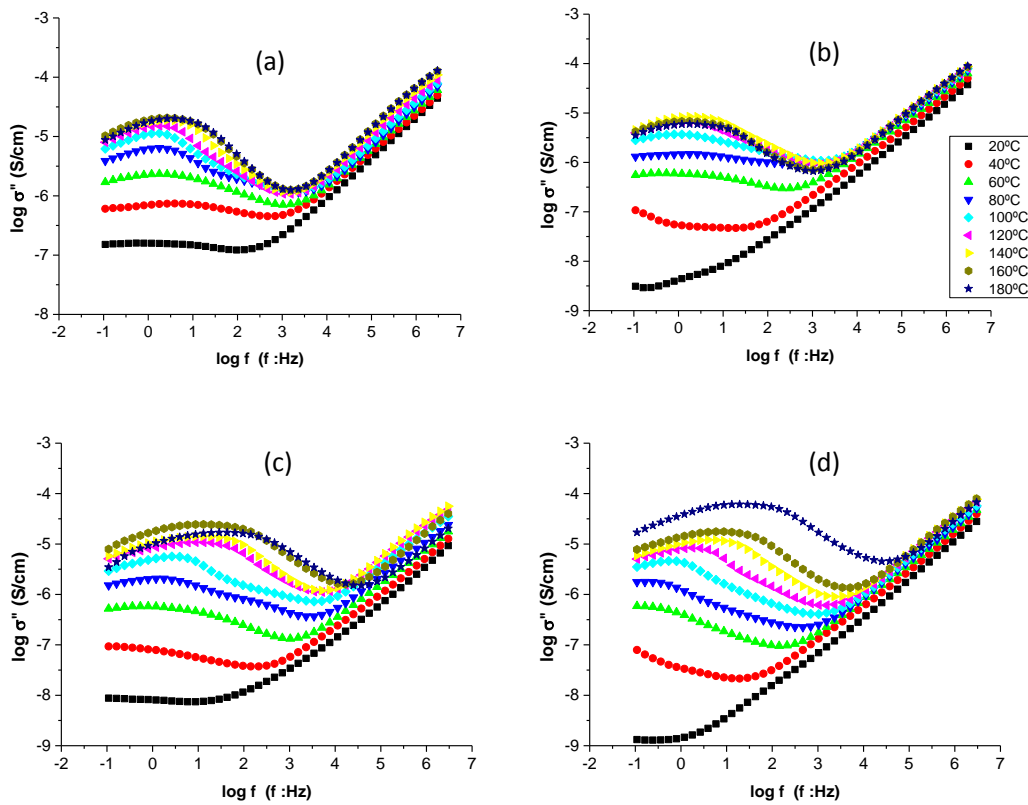 (a)
-3
-4
-5
-6
-7
-8
log σ" (S/cm)
-2 -1 0 1 2 3 4 5 6 7
log f (f :Hz)
(b)
-3
-4
-5
-6
-7
-8
-9
log σ" (S/cm)
-2 -1 0 1 2 3 4 5 6 7
log f (f :Hz)
20ºC
40ºC
60ºC
80ºC
100ºC
120ºC
140ºC
160ºC
180ºC
(c)
-3
-4
-5
-6
-7
-8
-9
log σ" (S/cm)
-2 -1 0 1 2 3 4 5 6 7
log f (f :Hz)
(d)
-3
-4
-5
-6
-7
-8
-9
log σ" (S/cm)
-2 -1 0 1 2 3 4 5 6 7
log f (f :Hz)